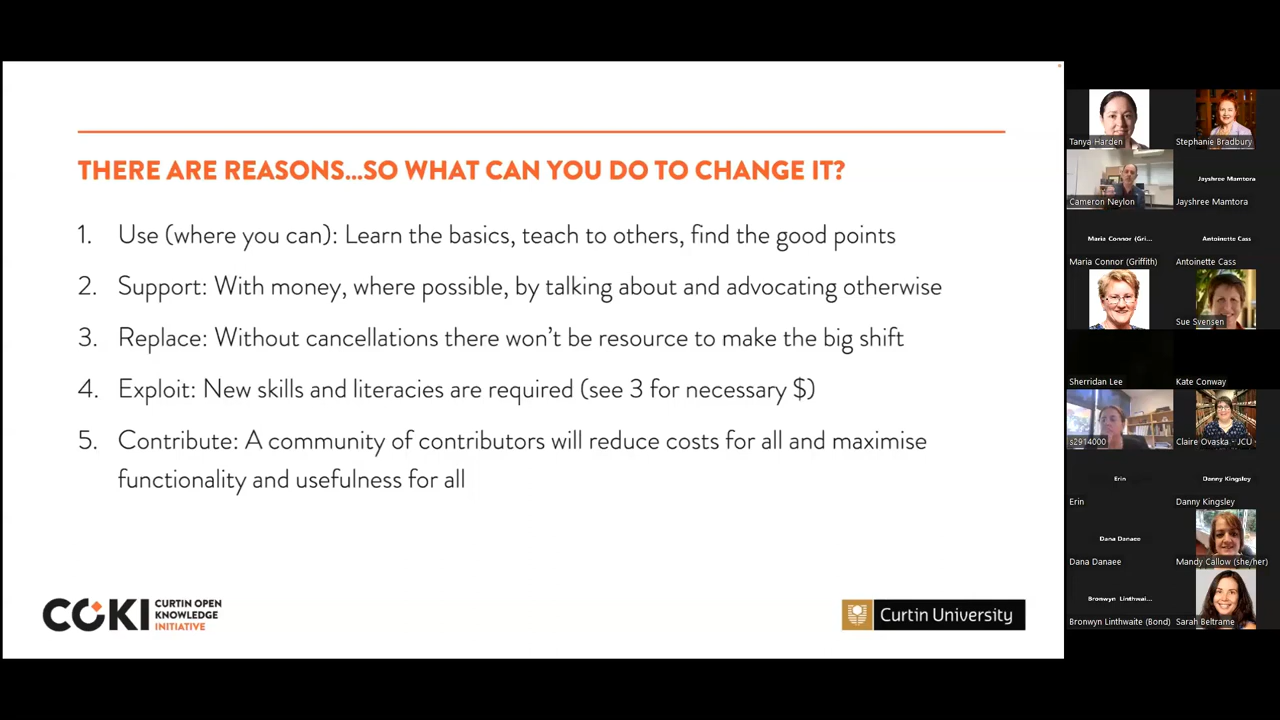 THERE ARE REASONS...SO WHAT CAN YOU DO TO CHANGE IT?
1. Use (where you can): Learn the basics, teach to others, find the good points
2. Support: With money, where possible, by talking about and advocating otherwise
3. Replace: Without cancellations there won't be resource to make the big shift
4. Exploit: New skills and literacies are required (see 3 for necessary $)
5. Contribute: A community of contributors will reduce costs for all and maximise
functionality and usefulness for all
COKI
CURTIN OPEN
KNOWLEDGE
INITIATIVE
Curtin University
Tanya Harden
Stephanie Bradbury
Cameron Neylon
Jayshree Mamtora
Jayshree Mamtora
Maria Connor (Gri...
Maria Connor (Griffith)
Antoinette Cass
Antoinette Cass
Sue Svensen
Sherridan Lee
Kate Conway
s2914000
Claire Ovaska - JCU
Erin
Erin
Danny Kingsley
Danny Kingsley
Dana Danaee
Dana Danaee
Mandy Callow (she/her)
Bronwyn Linthwai...
Bronwyn Linthwaite (Bond)
Sarah Beltrame